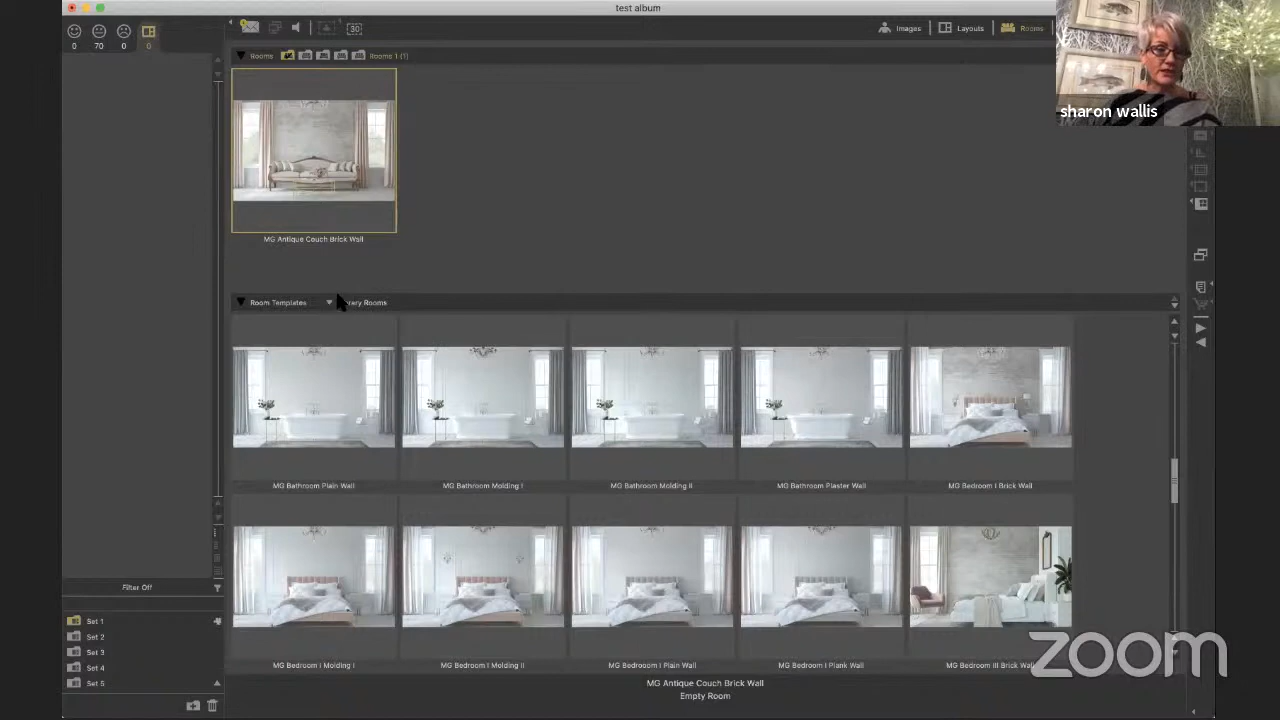 test album
0
70
0
0
30
Images
Layouts
Rooms
Rooms
Rooms 1 (1)
sharon wallis
MG Antique Couch Brick Wall
Room Templates
Rooms
MG Bathroom Plain Wall
MG Bathroom Molding I
MG Bathroom Molding II
MG Bathroom Plaster Wall
MG Bedroom I Brick Wall
MG Bedroom I Molding I
MG Bedroom I Molding II
MG Bedroom I Plain Wall
MG Bedroom I Plank Wall
MG Bedroom III Brick Wall
Filter Off
Set 1
Set 2
Set 3
Set 4
Set 5
MG Antique Couch Brick Wall
Empty Room
zoom